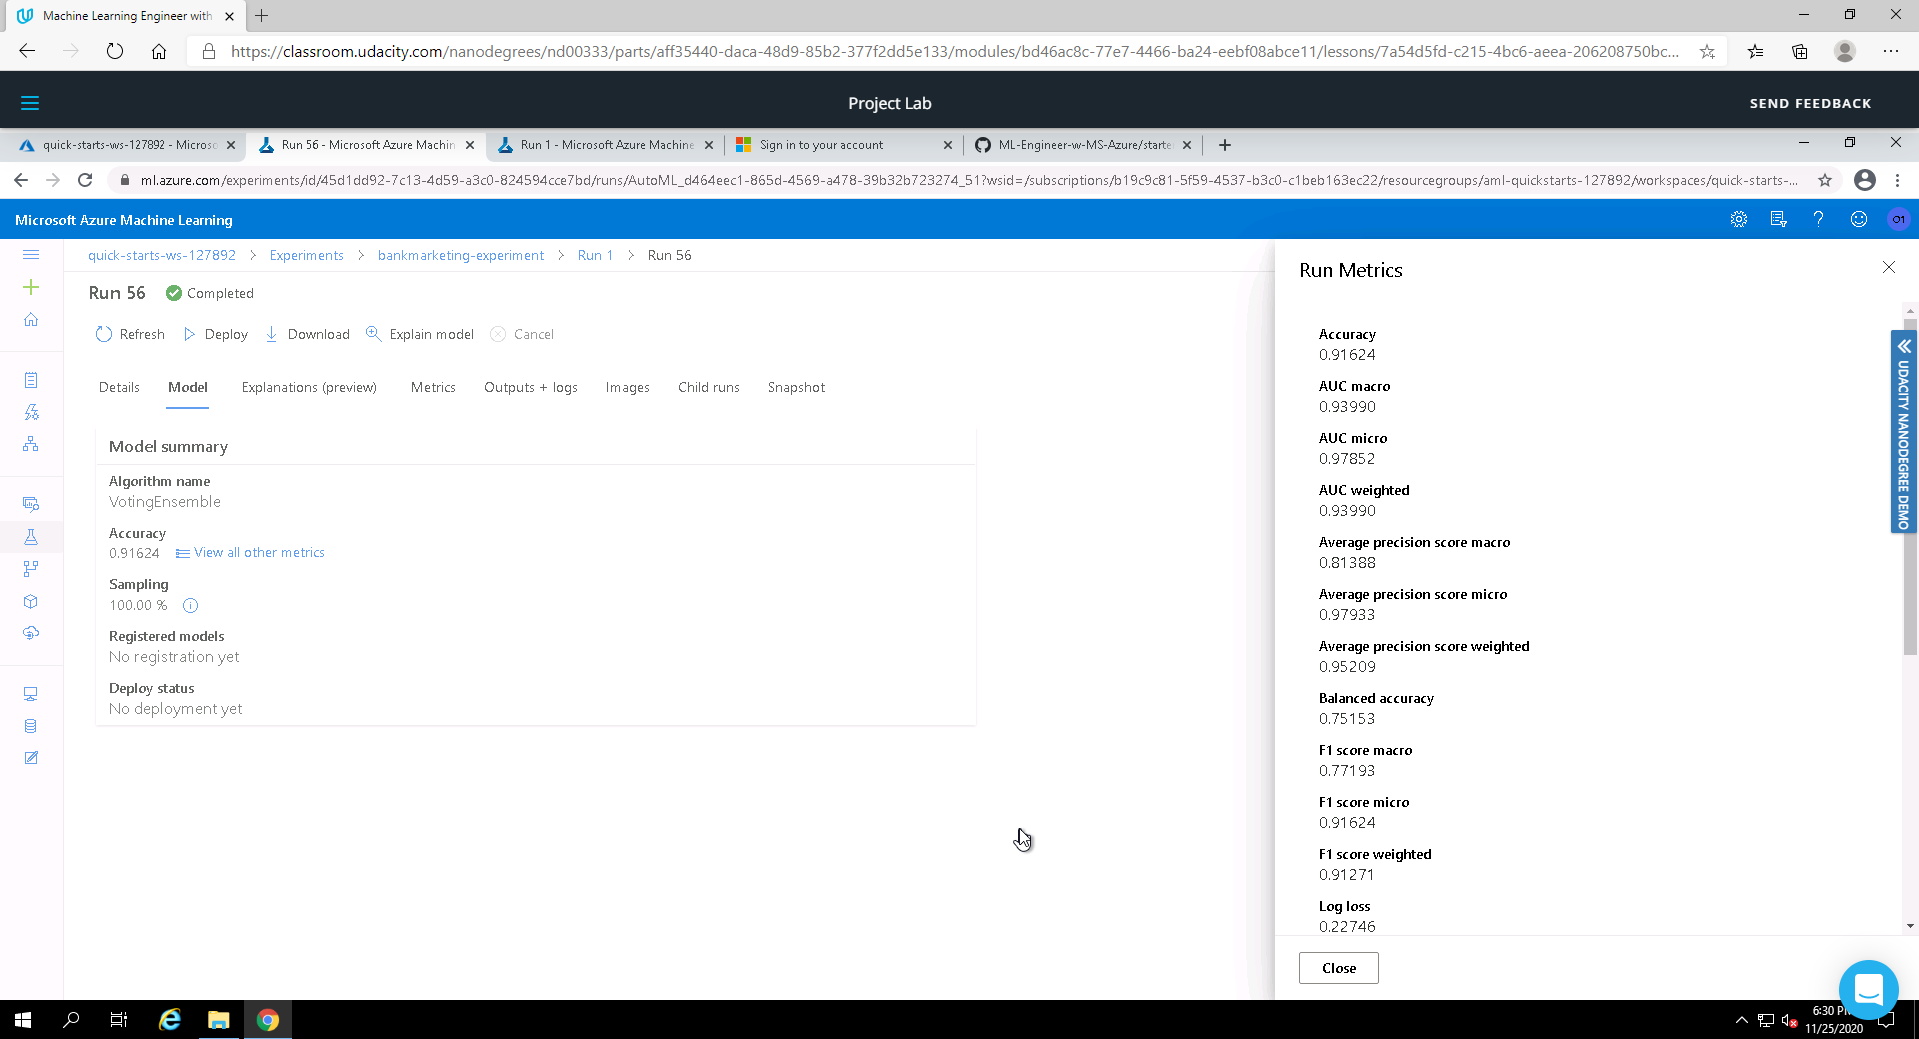 Machine Learning Engineer with
https://classroom.udacity.com/nanodegrees/nd00333/parts/aff35440-daca-48d9-85b2-377f2dd5e133/modules/bd46ac8c-77e7-4466-ba24-eebf08abce11/lessons/7a54d5fd-c215-4bc6-aeea-206208750bc...
Project Lab
SEND FEEDBACK
quick-starts-ws-127892 - Microso
Run 56 - Microsoft Azure Machin
Run 1 - Microsoft Azure Machine
Sign in to your account
ML-Engineer-w-MS-Azure/starte
ml.azure.com/experiments/id/45d1dd92-7c13-4d59-a3c0-824594cce7bd/runs/AutoML_d464eec1-865d-4569-a478-39b32b723274_51?wsid=/subscriptions/b19c9c81-5f59-4537-b3c0-c1beb163ec22/resourcegroups/aml-quickstarts-127892/workspaces/quick-starts-...
Microsoft Azure Machine Learning
O1
quick-starts-ws-127892 > Experiments > bankmarketing-experiment > Run 1 > Run 56
Run 56 Completed
Refresh Deploy Download Explain model Cancel
Details Model Explanations (preview) Metrics Outputs + logs Images Child runs Snapshot
Model summary
Algorithm name
VotingEnsemble
Accuracy
0.91624 View all other metrics
Sampling
100.00 %
Registered models
No registration yet
Deploy status
No deployment yet
Run Metrics
Accuracy
0.91624
AUC macro
0.93990
AUC micro
0.97852
AUC weighted
0.93990
Average precision score macro
0.81388
Average precision score micro
0.97933
Average precision score weighted
0.95209
Balanced accuracy
0.75153
F1 score macro
0.77193
F1 score micro
0.91624
F1 score weighted
0.91271
Log loss
0.22746
Close
UDACITY NANODEGREE DEMO
6:30
11/25/2020